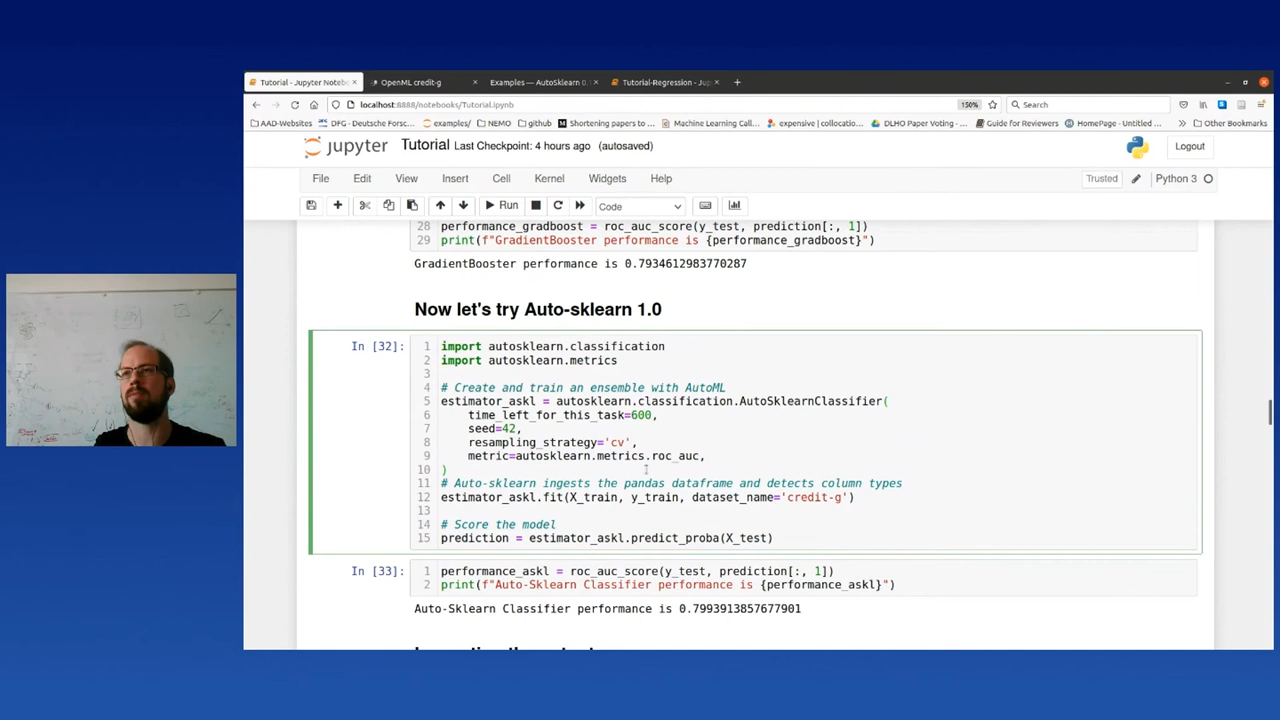 Tutorial - Jupyter Notebo
OpenML credit-g
Examples — AutoSklearn 0.
Tutorial-Regression - Jup
localhost:8888/notebooks/Tutorial.ipynb
150%
Search
AAD-Websites
DFG - Deutsche Forsc...
examples/
NEMO
github
Shortening papers to ...
Machine Learning Cal...
expensive | collocatio...
DLHO Paper Voting - ...
Guide for Reviewers
HomePage - Untitled ...
Other Bookmarks
jupyter Tutorial Last Checkpoint: 4 hours ago (autosaved)
Logout
File Edit View Insert Cell Kernel Widgets Help
Trusted
Python 3
Run
Code
28 performance_gradboost = roc_auc_score(y_test, prediction[:, 1])
29 print(f"GradientBooster performance is {performance_gradboost}")
GradientBooster performance is 0.7934612983770287
Now let's try Auto-sklearn 1.0
In [32]:
1 import autosklearn.classification
2 import autosklearn.metrics
3
4 # Create and train an ensemble with AutoML
5 estimator_askl = autosklearn.classification.AutoSklearnClassifier(
6 time_left_for_this_task=600,
7 seed=42,
8 resampling_strategy='cv',
9 metric=autosklearn.metrics.roc_auc,
10 )
11 # Auto-sklearn ingests the pandas dataframe and detects column types
12 estimator_askl.fit(X_train, y_train, dataset_name='credit-g')
13
14 # Score the model
15 prediction = estimator_askl.predict_proba(X_test)
In [33]:
1 performance_askl = roc_auc_score(y_test, prediction[:, 1])
2 print(f"Auto-Sklearn Classifier performance is {performance_askl}")
Auto-Sklearn Classifier performance is 0.7993913857677901